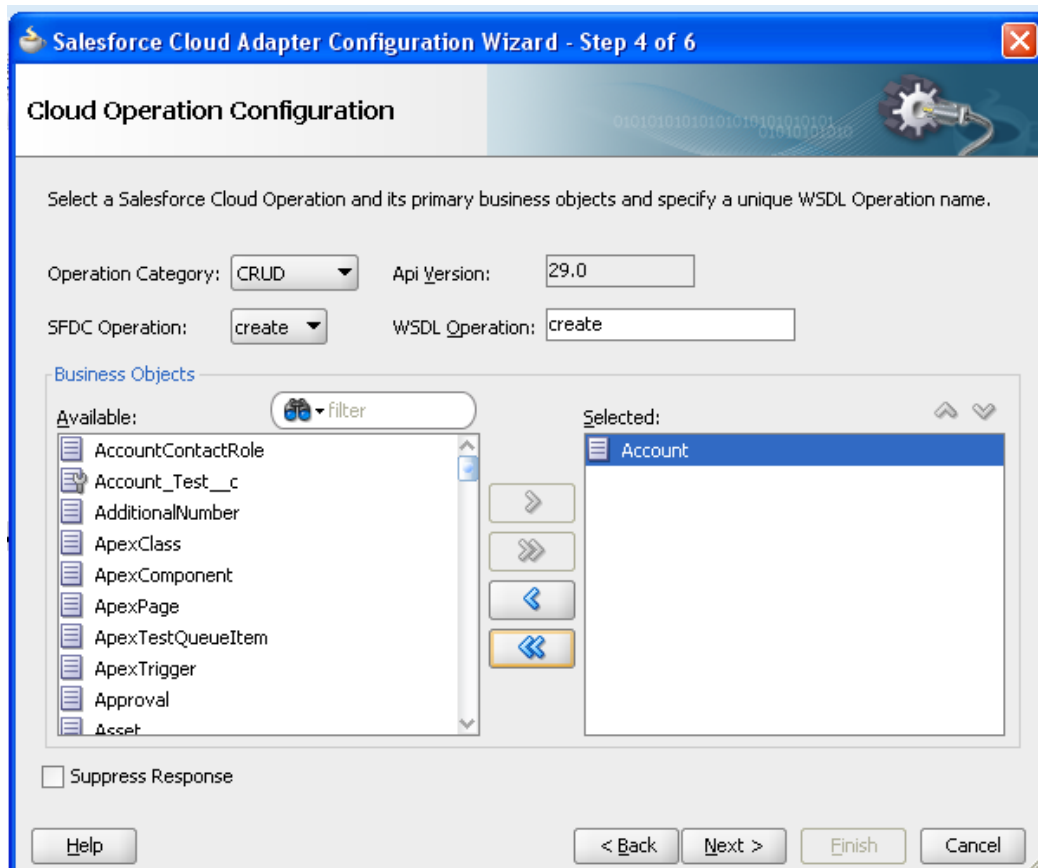 Salesforce Cloud Adapter Configuration Wizard - Step 4 of 6
Cloud Operation Configuration
010101010101010101010101010101
01010101010
Select a Salesforce Cloud Operation and its primary business objects and specify a unique WSDL Operation name.
Operation Category: CRUD Api Version: 29.0
SFDC Operation: create WSDL Operation: create
Business Objects
Available: filter Selected:
AccountContactRole
Account
Account_Test__c
AdditionalNumber
ApexClass
ApexComponent
ApexPage
ApexTestQueueItem
ApexTrigger
Approval
Asset
Suppress Response
Help < Back Next > Finish Cancel